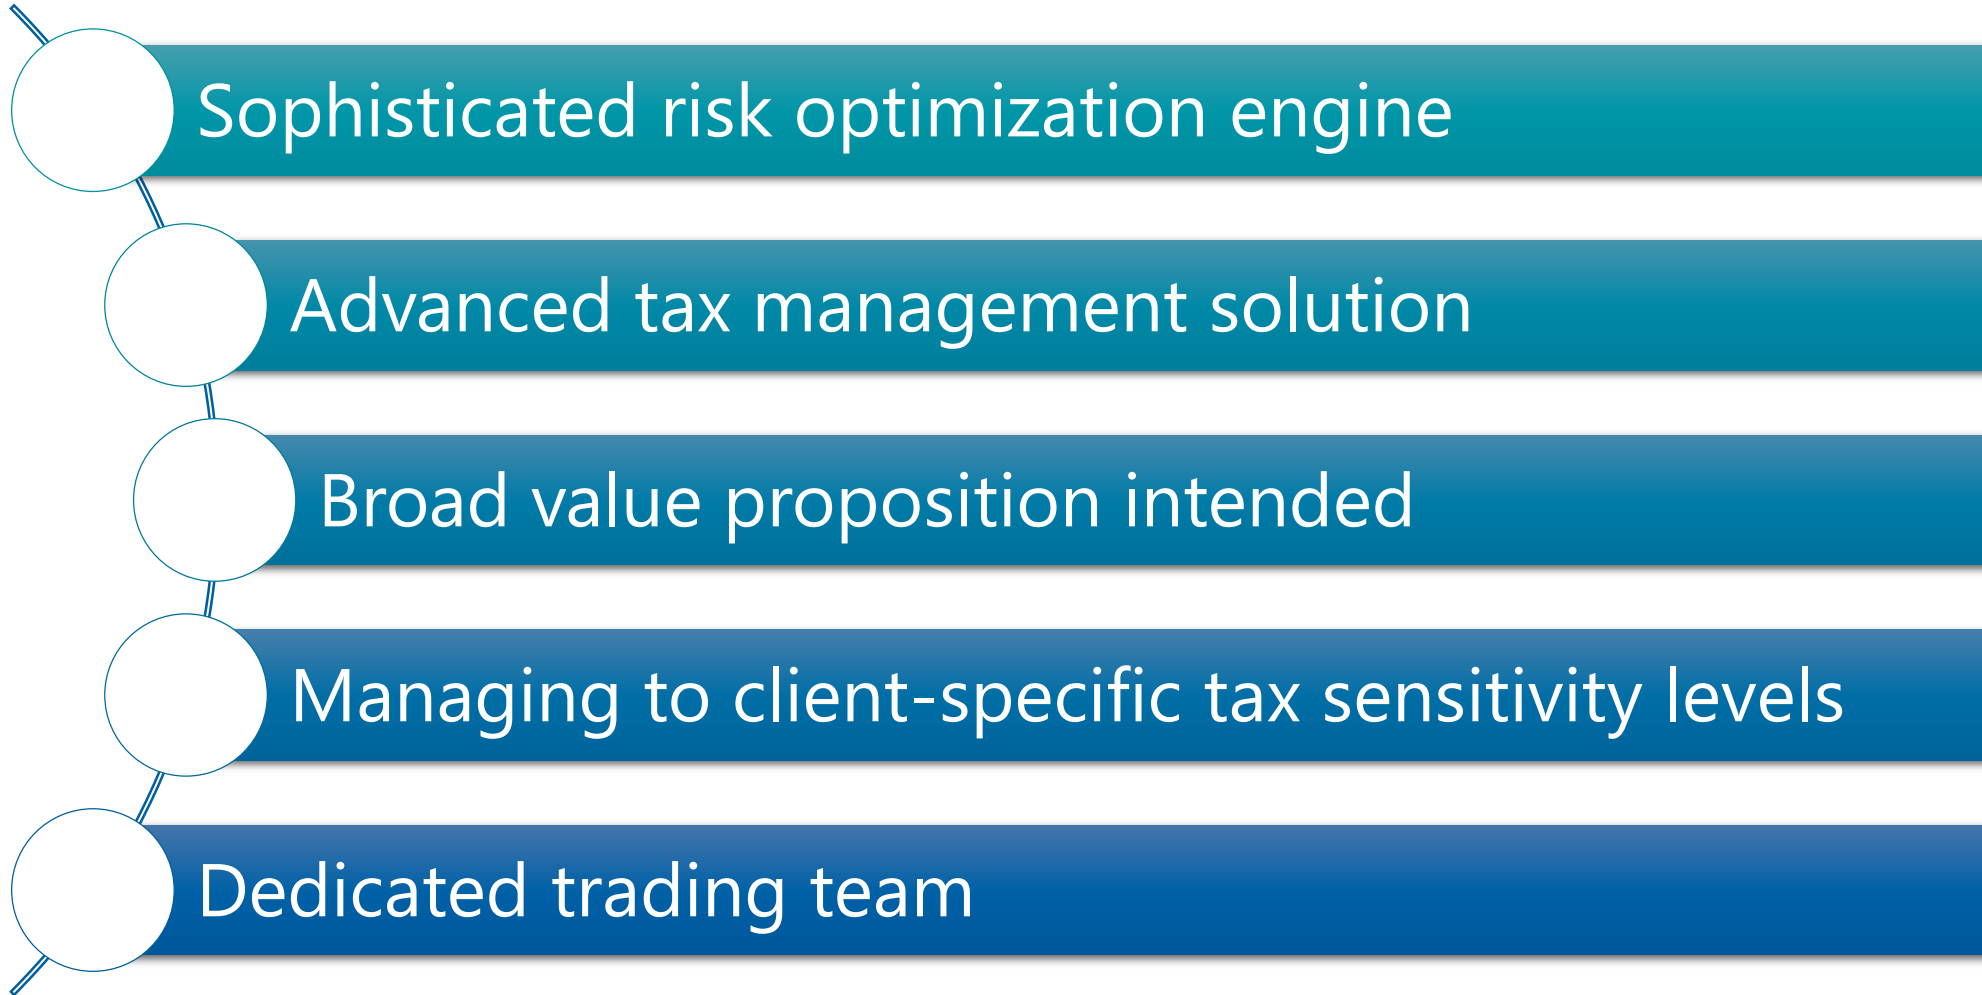 Sophisticated risk optimization engine
Advanced tax management solution
Broad value proposition intended
Managing to client-specific tax sensitivity levels
Dedicated trading team